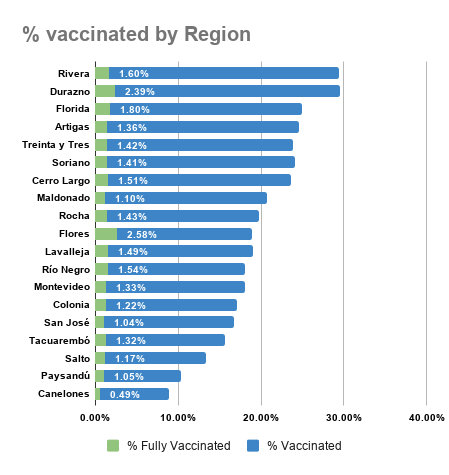 % vaccinated by Region
Rivera 1.60%
Durazno 2.39%
Florida 1.80%
Artigas 1.36%
Treinta y Tres 1.42%
Soriano 1.41%
Cerro Largo 1.51%
Maldonado 1.10%
Rocha 1.43%
Flores 2.58%
Lavalleja 1.49%
Río Negro 1.54%
Montevideo 1.33%
Colonia 1.22%
San José 1.04%
Tacuarembó 1.32%
Salto 1.17%
Paysandú 1.05%
Canelones 0.49%
0.00% 10.00% 20.00% 30.00% 40.00%
% Fully Vaccinated % Vaccinated